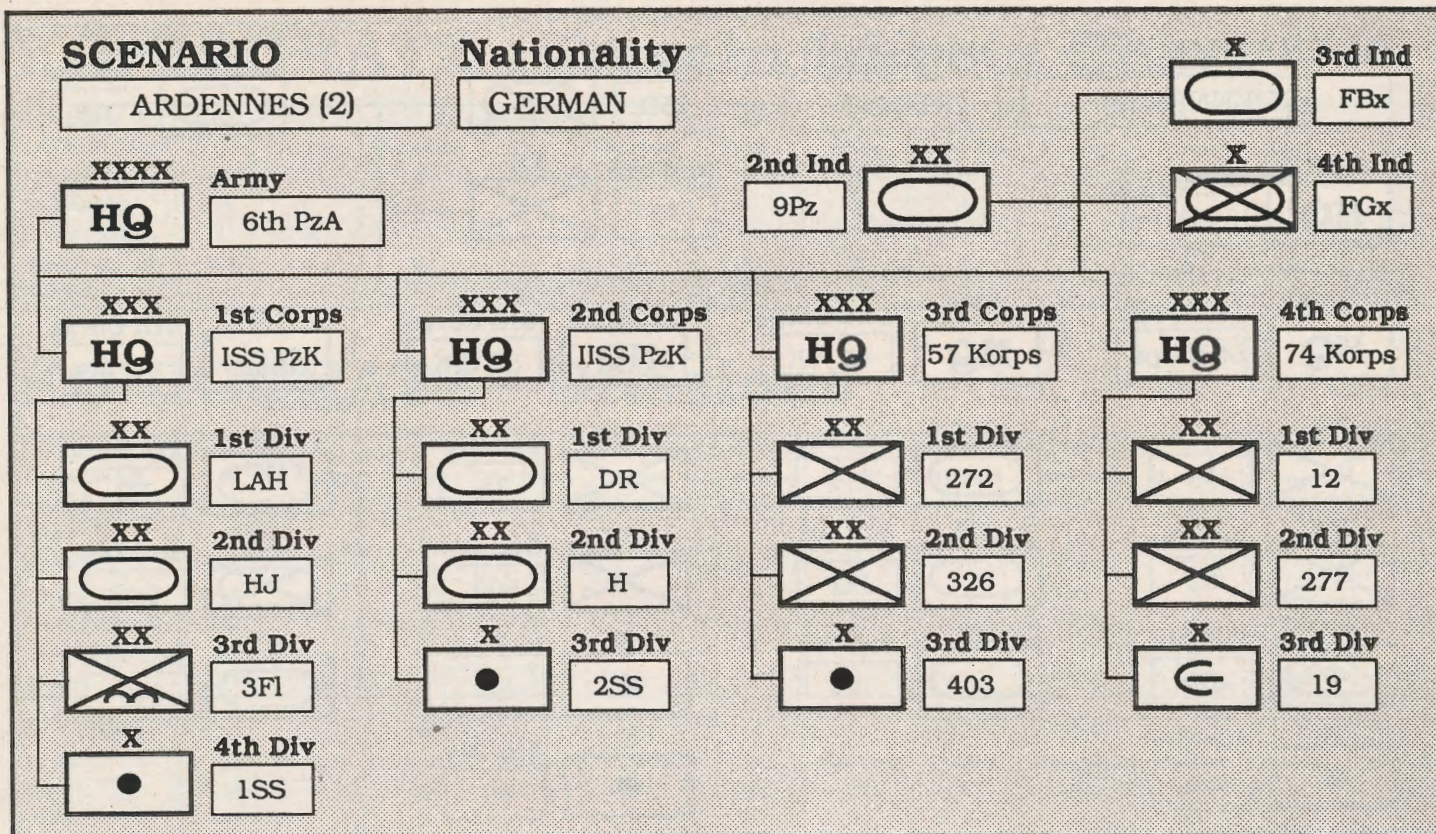 SCENARIO
ARDENNES (2)
Nationality
GERMAN
X
3rd Ind
FBx
XX
2nd Ind
9Pz
X
4th Ind
FGx
XXXX
HQ
Army
6th PzA
XXX
HQ
1st Corps
ISS PzK
XXX
HQ
2nd Corps
IISS PzK
XXX
HQ
3rd Corps
57 Korps
XXX
HQ
4th Corps
74 Korps
XX
1st Div
LAH
XX
1st Div
DR
XX
1st Div
272
XX
1st Div
12
XX
2nd Div
HJ
XX
2nd Div
H
XX
2nd Div
326
XX
2nd Div
277
XX
3rd Div
3Fl
X
3rd Div
2SS
X
3rd Div
403
X
3rd Div
19
X
4th Div
1SS